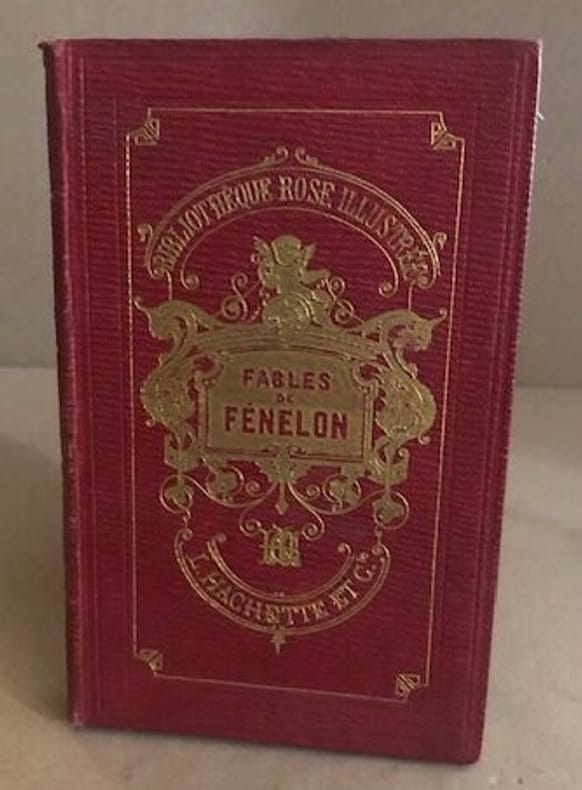 BIBLIOTHÈQUE ROSE ILLUSTRÉE
FABLES
DE
FÉNELON
L. HACHETTE ET Cie